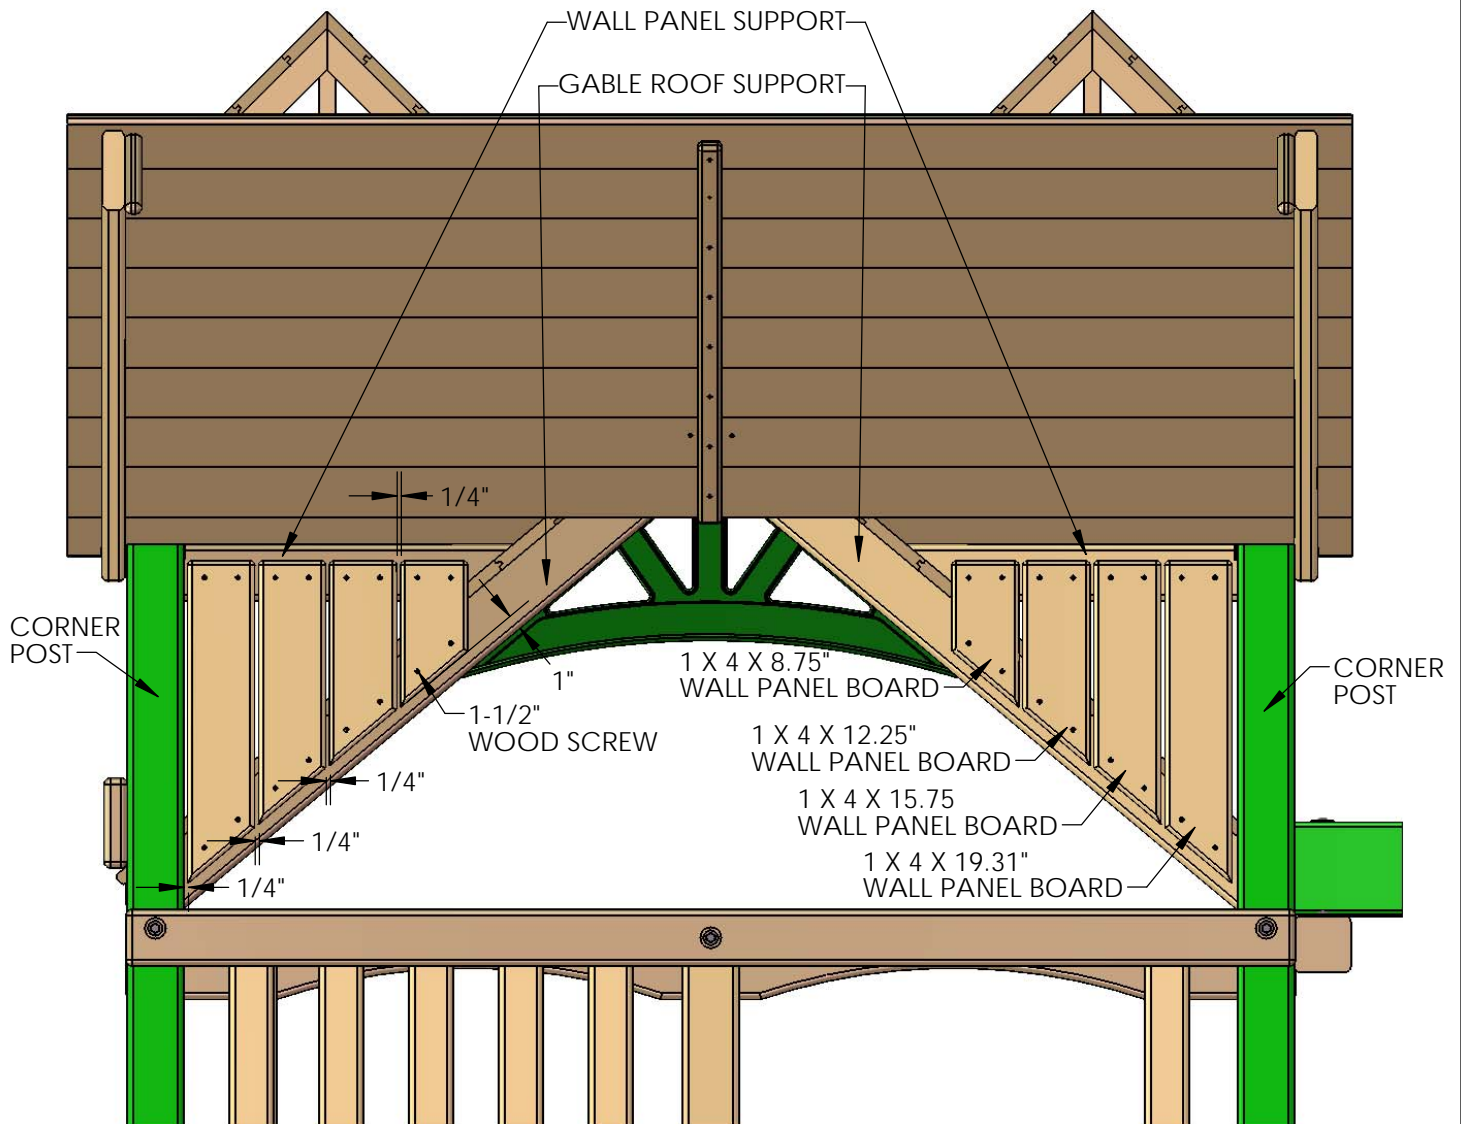 WALL PANEL SUPPORT
GABLE ROOF SUPPORT
1/4"
CORNER
POST
1"
1-1/2"
WOOD SCREW
1/4"
1/4"
1/4"
1 X 4 X 8.75"
WALL PANEL BOARD
1 X 4 X 12.25"
WALL PANEL BOARD
1 X 4 X 15.75
WALL PANEL BOARD
1 X 4 X 19.31"
WALL PANEL BOARD
CORNER
POST